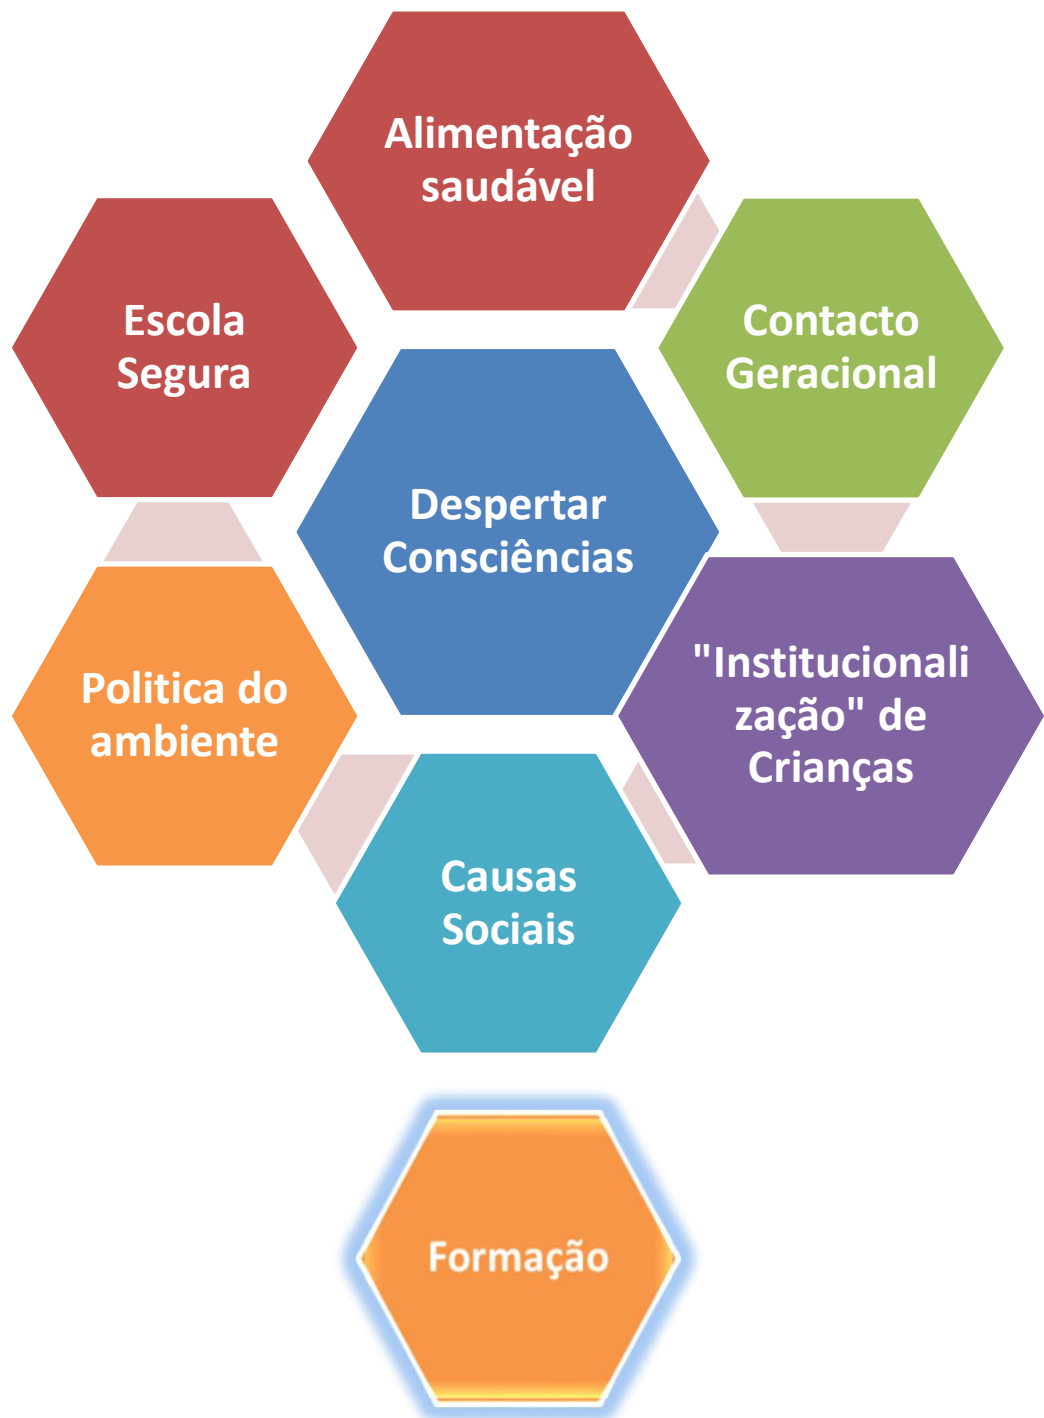 Alimentação
saudável
Escola
Segura
Contacto
Geracional
Despertar
Consciências
Politica do
ambiente
"Institucionali
zação" de
Crianças
Causas
Sociais
Formação